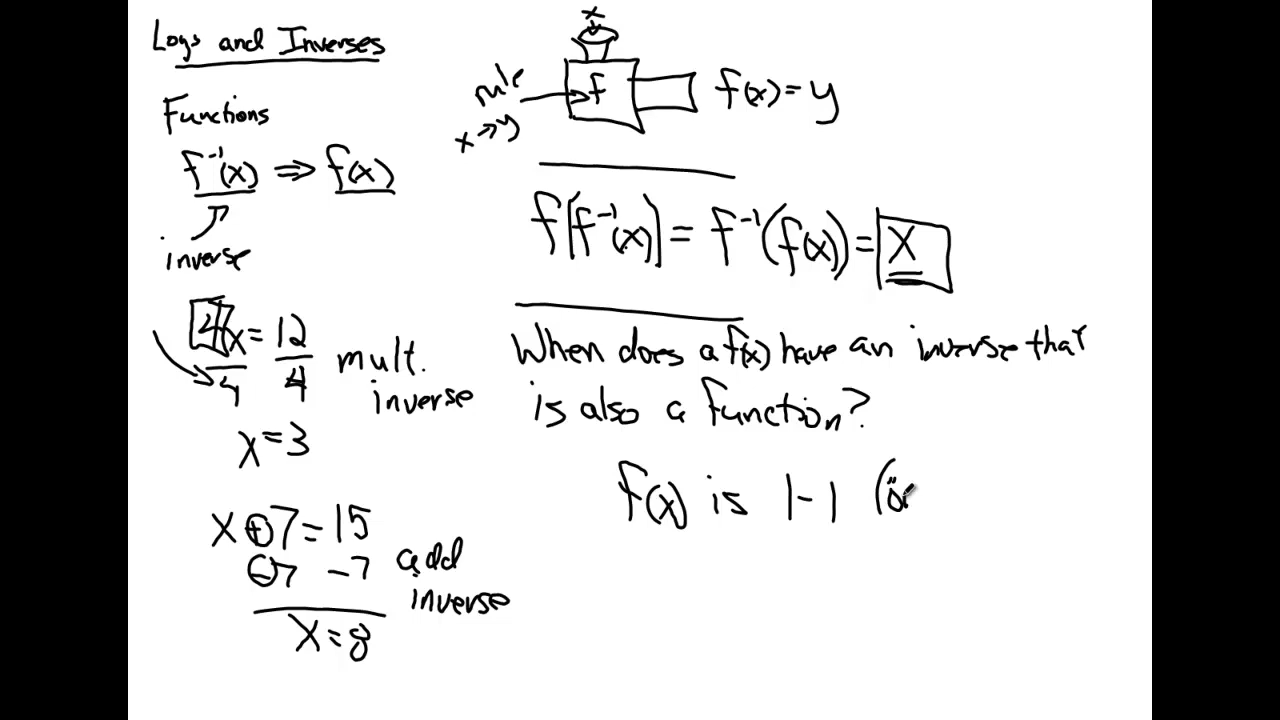 Logs and Inverses
Functions
f⁻¹(x) ⇒ f(x)
inverse
4x = 12
4 4
mult.
inverse
x = 3
x + 7 = 15
- 7 - 7
add
inverse
x = 8
x
rule
x → y
f
f(x) = y
f[f⁻¹(x)] = f⁻¹(f(x)) = x
When does a f(x) have an inverse that
is also a function?
f(x) is 1-1 ("